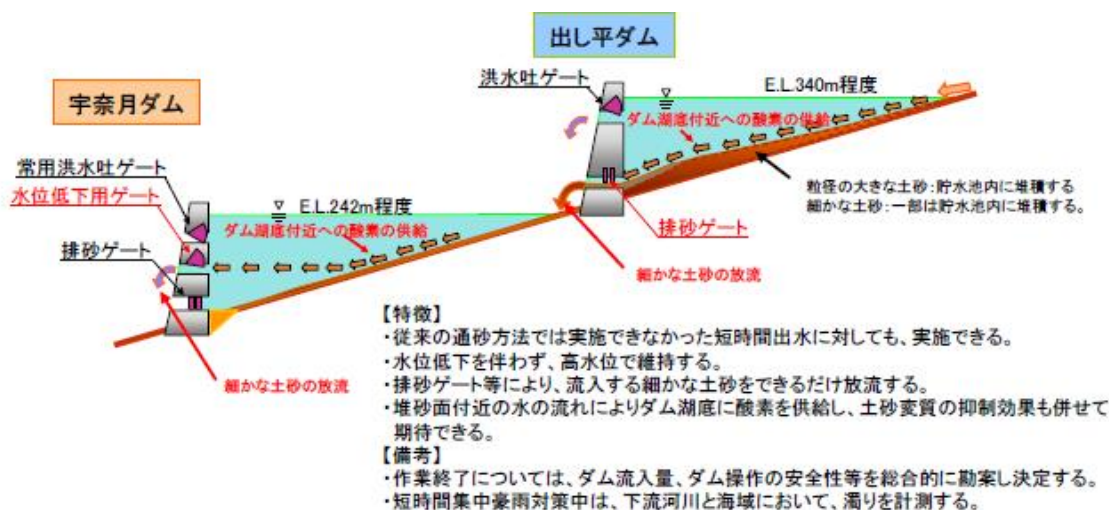 出し平ダム
洪水吐ゲート
E.L.340m程度
宇奈月ダム
ダム湖底付近への酸素の供給
常用洪水吐ゲート
水位低下用ゲート
E.L.242m程度
粒径の大きな土砂:貯水池内に堆積する
細かな土砂:一部は貯水池内に堆積する。
ダム湖底付近への酸素の供給
排砂ゲート
排砂ゲート
細かな土砂の放流
【特徴】
・従来の通砂方法では実施できなかった短時間出水に対しても、実施できる。
・水位低下を伴わず、高水位で維持する。
・排砂ゲート等により、流入する細かな土砂をできるだけ放流する。
細かな土砂の放流
・堆砂面付近の水の流れによりダム湖底に酸素を供給し、土砂変質の抑制効果も併せて
期待できる。
【備考】
・作業終了については、ダム流入量、ダム操作の安全性等を総合的に勘案し決定する。
・短時間集中豪雨対策中は、下流河川と海域において、濁りを計測する。